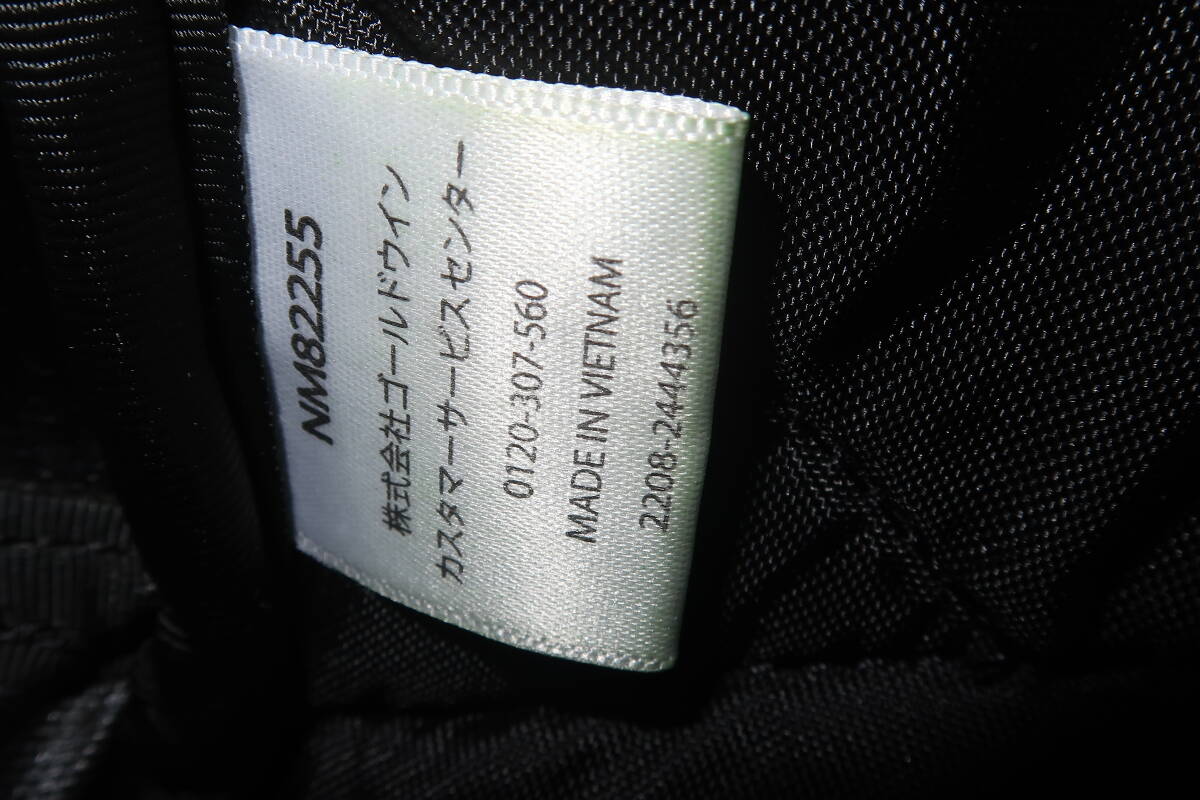 NM82255
株式会社ゴールドウイン
カスタマーサービスセンター
0120-307-560
MADE IN VIETNAM
2208-2444356